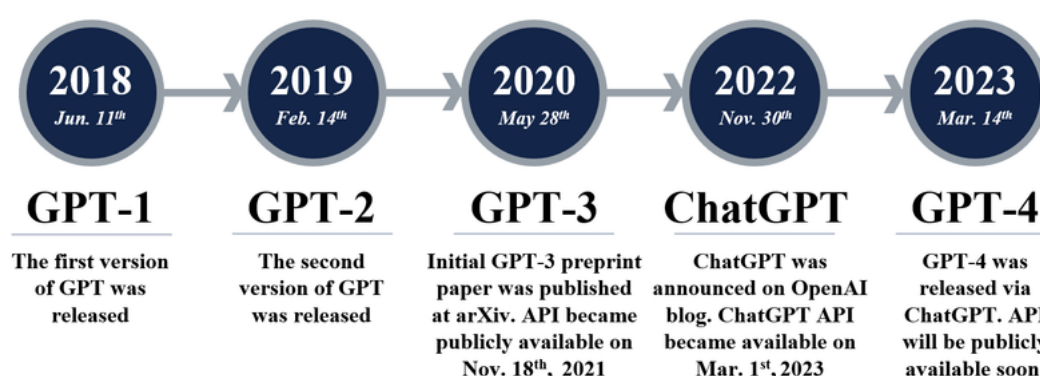 2018
Jun. 11th
2019
Feb. 14th
2020
May 28th
2022
Nov. 30th
2023
Mar. 14th
GPT-1
The first version
of GPT was
released
GPT-2
The second
version of GPT
was released
GPT-3
Initial GPT-3 preprint
paper was published
at arXiv. API became
publicly available on
Nov. 18th, 2021
ChatGPT
ChatGPT was
announced on OpenAI
blog. ChatGPT API
became available on
Mar. 1st, 2023
GPT-4
GPT-4 was
released via
ChatGPT. API
will be publicly
available soon